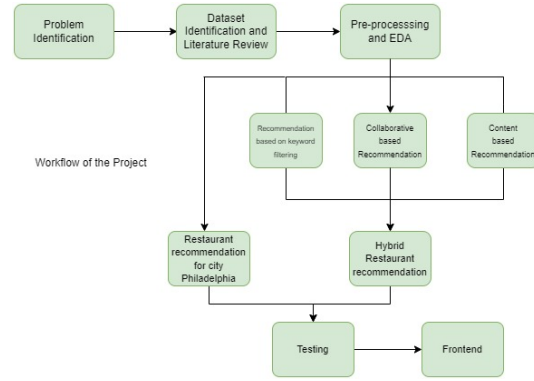 Problem
Identification
Dataset
Identification and
Literature Review
Pre-processsing
and EDA
Recommendation
based on keyword
filtering
Collaborative
based
Recommendation
Content
based
Recommendation
Workflow of the Project
Restaurant
recommendation
for city
Philadelphia
Hybrid
Restaurant
recommendation
Testing
Frontend